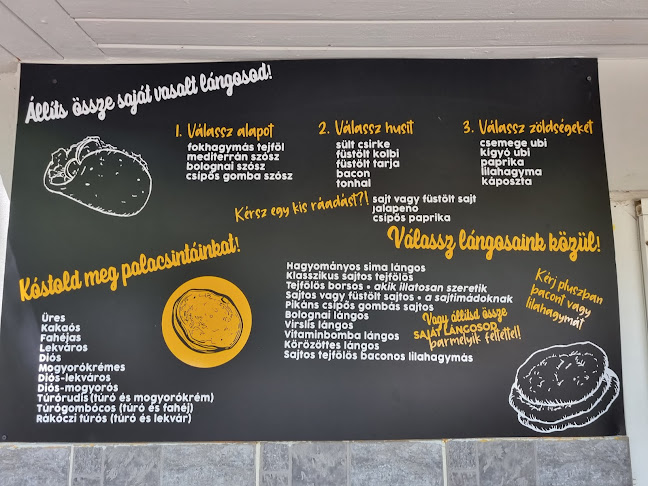 Állíts össze saját vasalt lángosod!
1. Válassz alapot
fokhagymás tejföl
mediterrán szósz
bolognai szósz
csípős gomba szósz
2. Válassz húsit
sült csirke
füstölt kolbi
füstölt tarja
bacon
tonhal
3. Válassz zöldségeket
csemege ubi
kígyó ubi
paprika
lilahagyma
káposzta
Kérsz egy kis ráadást?!
sajt vagy füstölt sajt
jalapeno
csípős paprika
Kóstold meg palacsintáinkat!
Üres
Kakaós
Fahéjas
Lekváros
Diós
Mogyorókrémes
Diós-lekváros
Diós-mogyorós
Túrórudis (túró és mogyorókrém)
Túrógombócos (túró és fahéj)
Rákóczi túrós (túró és lekvár)
Válassz lángosaink közül!
Hagyományos sima lángos
Klasszikus sajtos tejfölös
Tejfölös borsos • akik illatosan szeretik
Sajtos vagy füstölt sajtos • a sajtimádoknak
Pikáns csípős gombás sajtos
Bolognai lángos
Virslis lángos
Vitaminbomba lángos
Körözöttes lángos
Sajtos tejfölös baconos lilahagymás
Vagy állítsd össze
SAJÁT LÁNGOSOD
bármelyik feltéttel!
Kérj pluszban
bacont vagy
lilahagymát